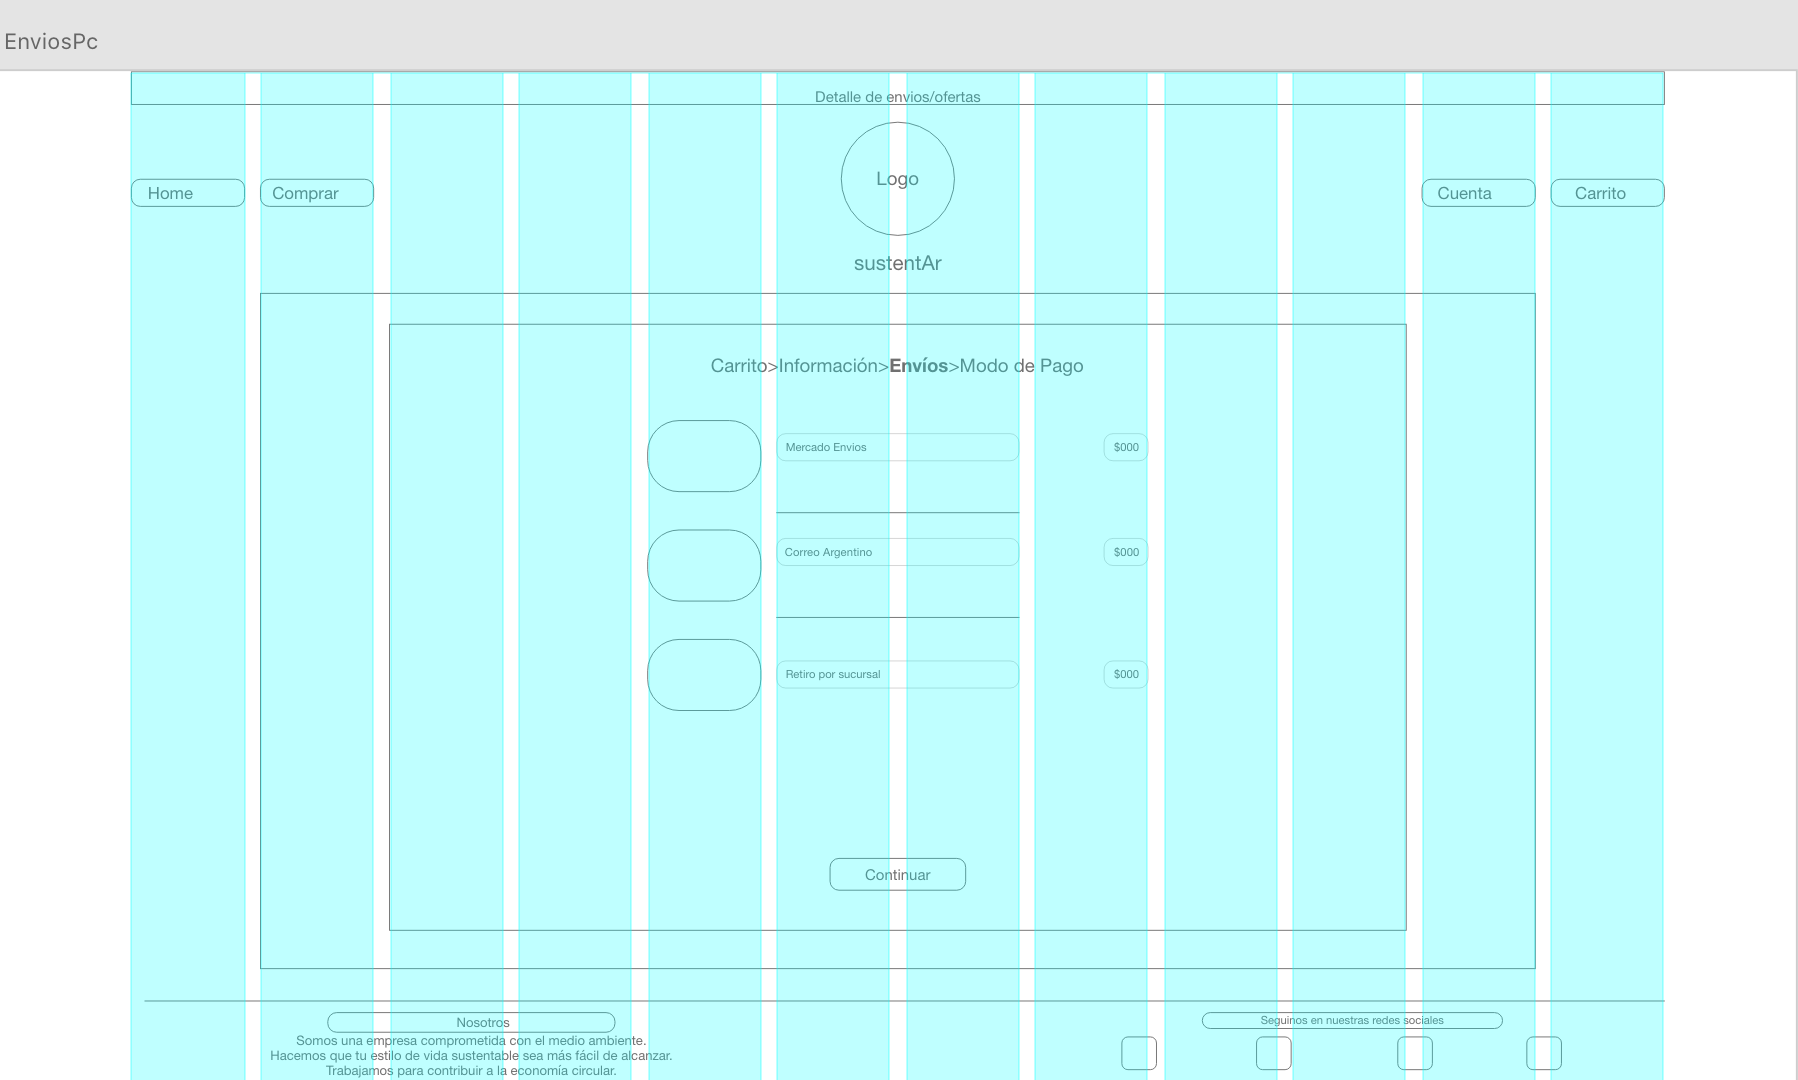 EnviosPc
Detalle de envios/ofertas
Logo
Home
Comprar
Cuenta
Carrito
sustentAr
Carrito>Información>Envíos>Modo de Pago
Mercado Envios
$000
Correo Argentino
$000
Retiro por sucursal
$000
Continuar
Nosotros
Somos una empresa comprometida con el medio ambiente.
Hacemos que tu estilo de vida sustentable sea más fácil de alcanzar.
Trabajamos para contribuir a la economía circular.
Seguinos en nuestras redes sociales